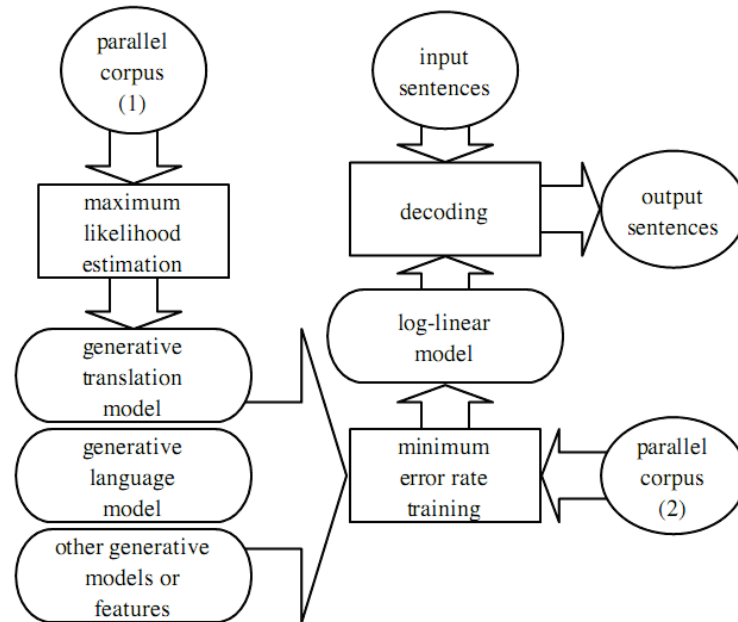 parallel
corpus
(1)
maximum
likelihood
estimation
generative
translation
model
generative
language
model
other generative
models or
features
input
sentences
decoding
output
sentences
log-linear
model
minimum
error rate
training
parallel
corpus
(2)